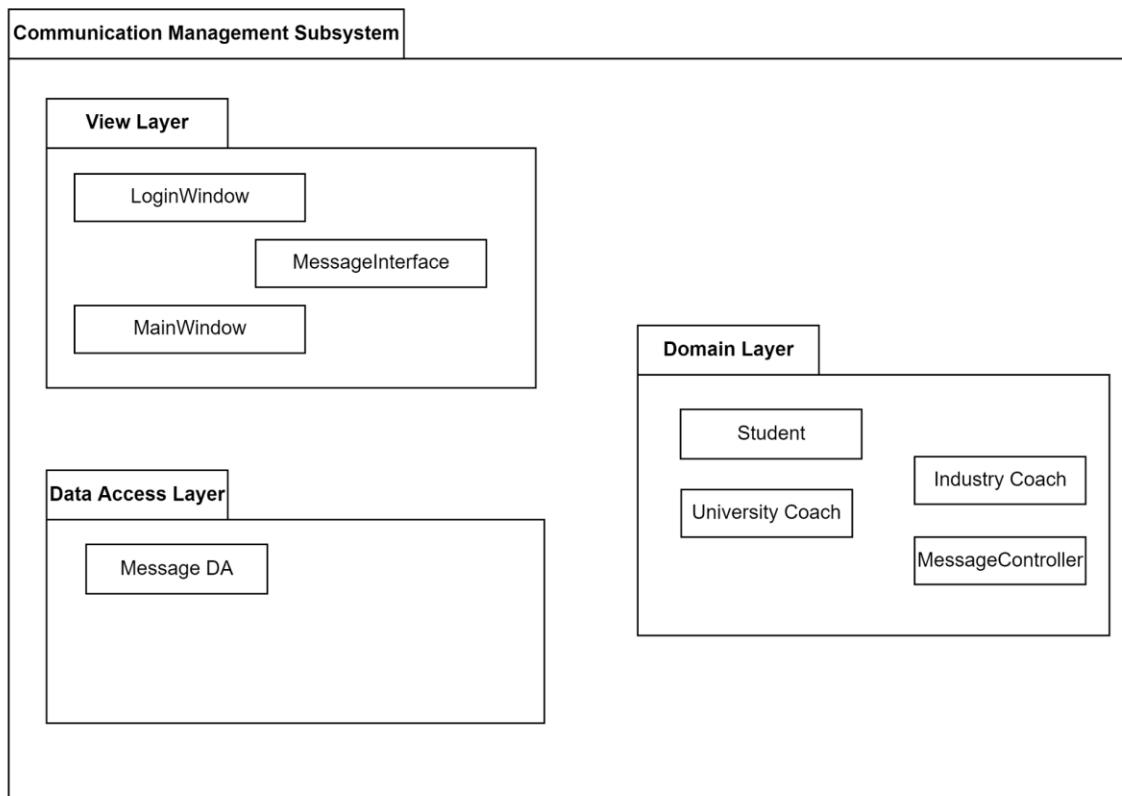 Communication Management Subsystem
View Layer
LoginWindow
MessageInterface
MainWindow
Domain Layer
Student
Industry Coach
University Coach
MessageController
Data Access Layer
Message DA